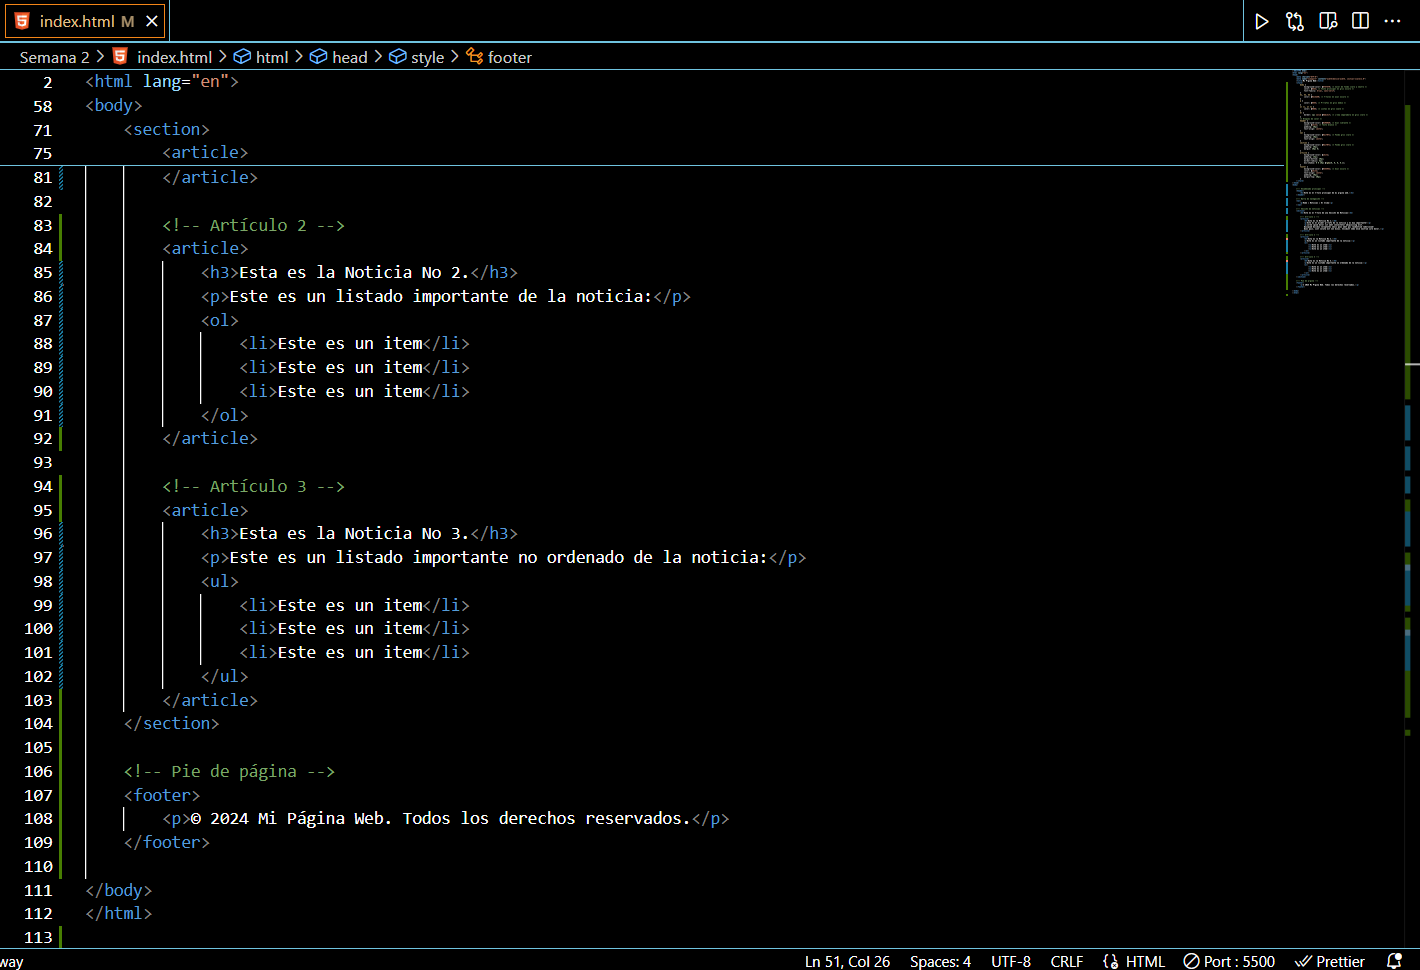 index.html M
Semana 2 > index.html > html > head > style > footer
2 <html lang="en">
58 <body>
71 <section>
75 <article>
81 </article>
82
83 <!-- Artículo 2 -->
84 <article>
85 <h3>Esta es la Noticia No 2.</h3>
86 <p>Este es un listado importante de la noticia:</p>
87 <ol>
88 <li>Este es un item</li>
89 <li>Este es un item</li>
90 <li>Este es un item</li>
91 </ol>
92 </article>
93
94 <!-- Artículo 3 -->
95 <article>
96 <h3>Esta es la Noticia No 3.</h3>
97 <p>Este es un listado importante no ordenado de la noticia:</p>
98 <ul>
99 <li>Este es un item</li>
100 <li>Este es un item</li>
101 <li>Este es un item</li>
102 </ul>
103 </article>
104 </section>
105
106 <!-- Pie de página -->
107 <footer>
108 <p>© 2024 Mi Página Web. Todos los derechos reservados.</p>
109 </footer>
110
111 </body>
112 </html>
113
way Ln 51, Col 26 Spaces: 4 UTF-8 CRLF HTML Port : 5500 Prettier